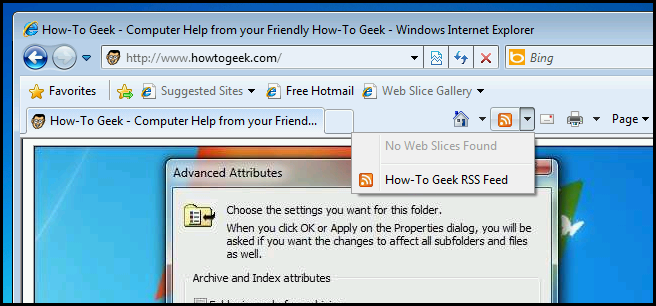 How-To Geek - Computer Help from your Friendly How-To Geek - Windows Internet Explorer
http://www.howtogeek.com/
Bing
Favorites
Suggested Sites
Free Hotmail
Web Slice Gallery
How-To Geek - Computer Help from your Friend...
Page
No Web Slices Found
How-To Geek RSS Feed
Advanced Attributes
Choose the settings you want for this folder.
When you click OK or Apply on the Properties dialog, you will be
asked if you want the changes to affect all subfolders and files
as well.
Archive and Index attributes